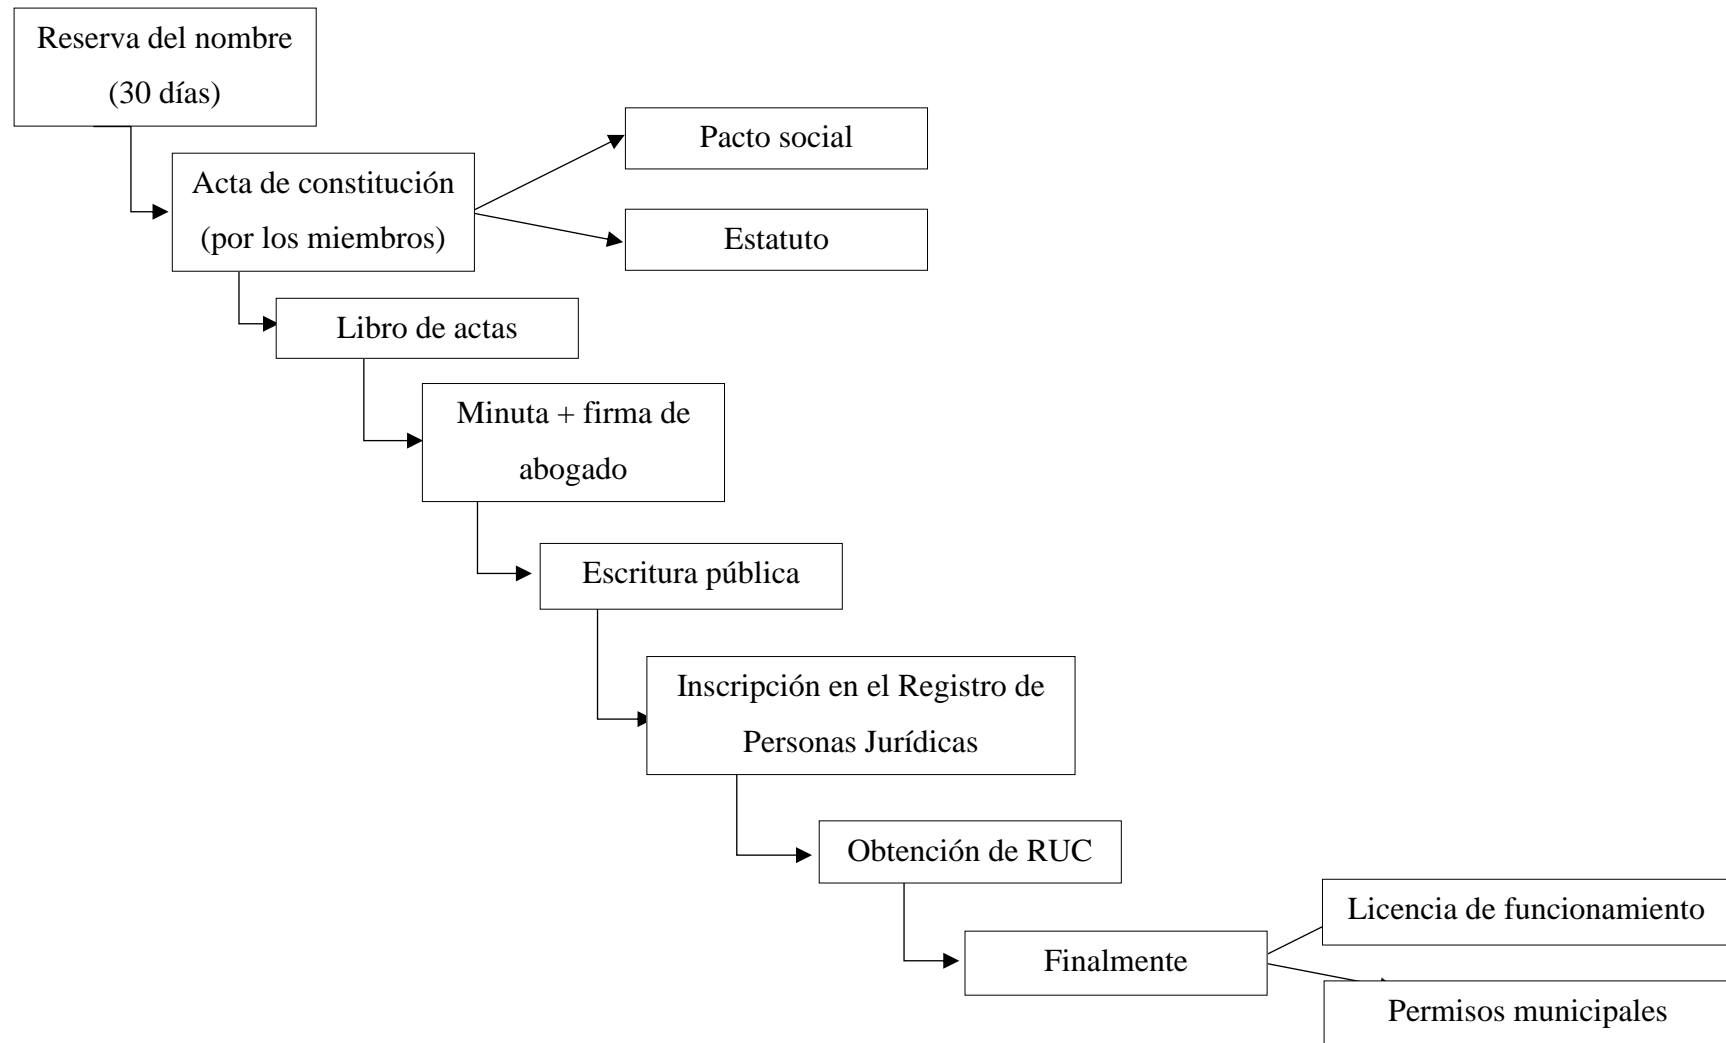 Reserva del nombre
(30 días)
Pacto social
Acta de constitución
(por los miembros)
Estatuto
Libro de actas
Minuta + firma de
abogado
Escritura pública
Inscripción en el Registro de
Personas Jurídicas
Obtención de RUC
Licencia de funcionamiento
Finalmente
Permisos municipales